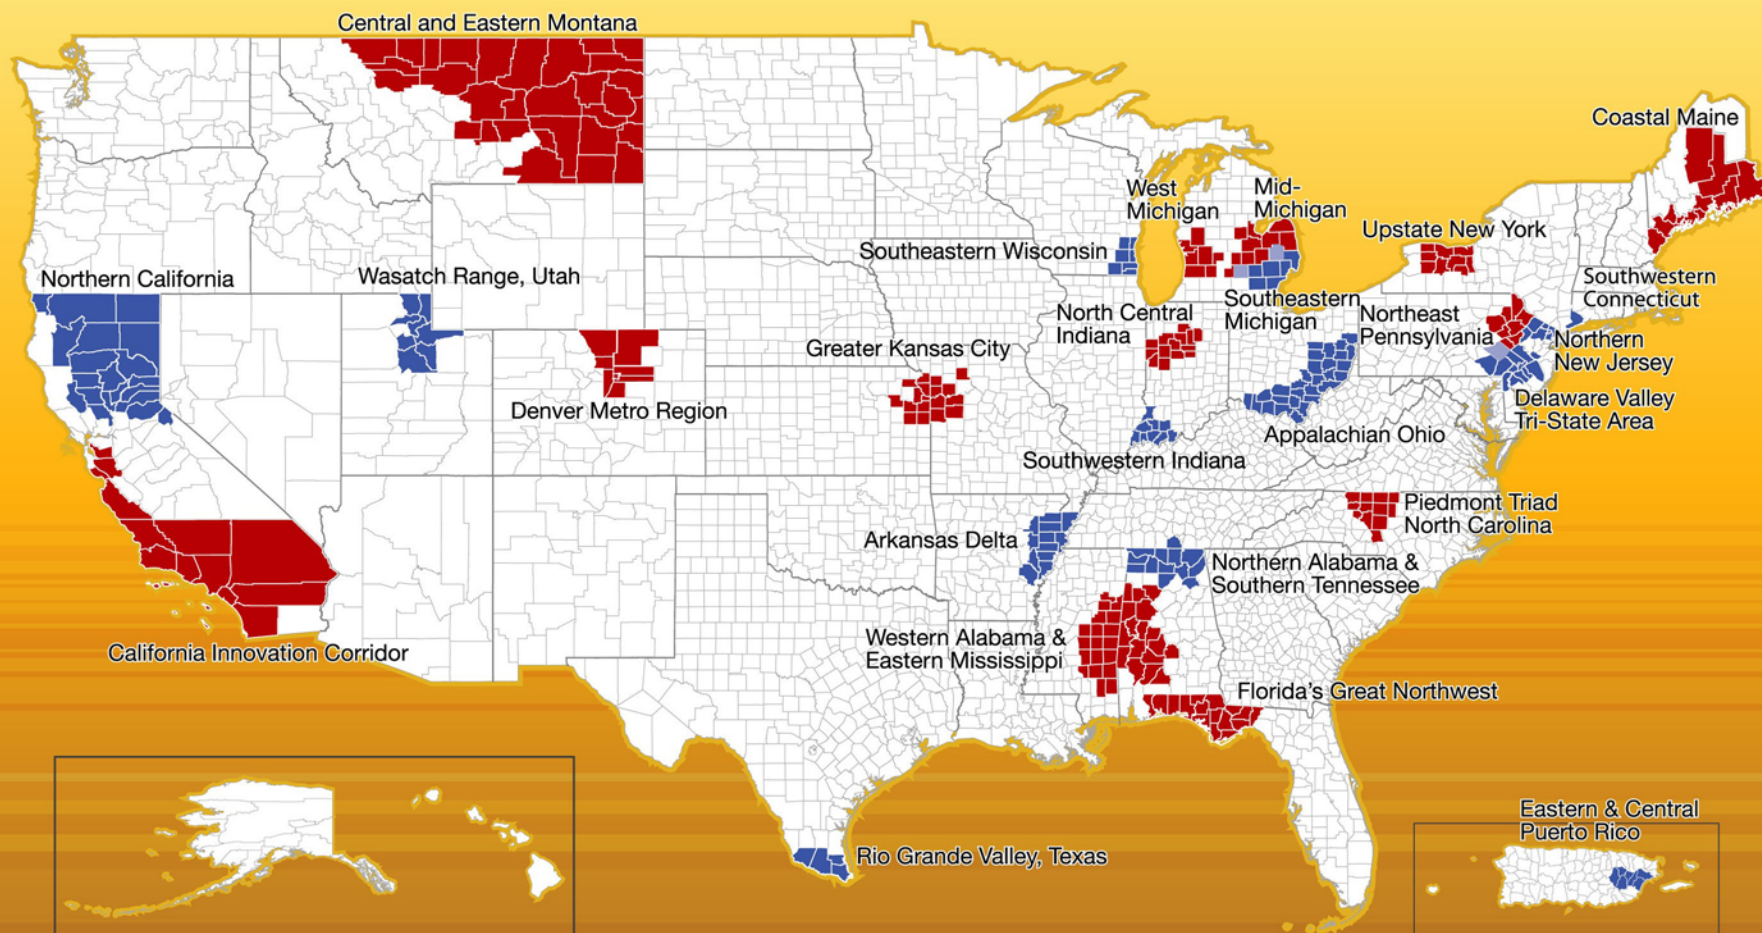 Central and Eastern Montana
Coastal Maine
West
Michigan
Mid-
Michigan
Upstate New York
Southeastern Wisconsin
Northern California
Wasatch Range, Utah
Southwestern
Connecticut
North Central
Indiana
Southeastern
Michigan
Northeast
Pennsylvania
Northern
New Jersey
Greater Kansas City
Denver Metro Region
Delaware Valley
Tri-State Area
Appalachian Ohio
Southwestern Indiana
Piedmont Triad
North Carolina
Arkansas Delta
Northern Alabama &
Southern Tennessee
Western Alabama &
Eastern Mississippi
California Innovation Corridor
Florida's Great Northwest
Eastern & Central
Puerto Rico
Rio Grande Valley, Texas